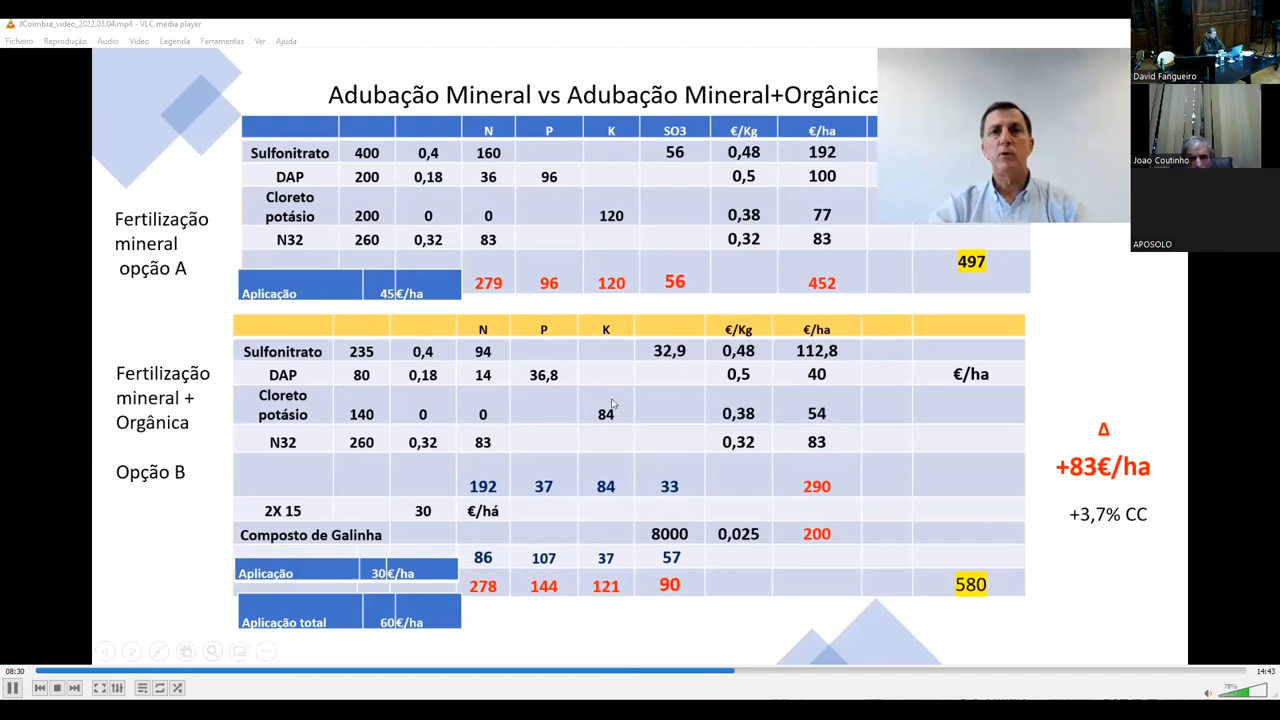 JCoimbra_video_2022.03.04.mp4 - VLC media player
Ficheiro Reprodução Áudio Vídeo Legenda Ferramentas Ver Ajuda
Adubação Mineral vs Adubação Mineral+Orgânica
N P K SO3 €/Kg €/ha
Sulfonitrato 400 0,4 160 56 0,48 192
DAP 200 0,18 36 96 0,5 100
Cloreto
potásio 200 0 0 120 0,38 77
N32 260 0,32 83 0,32 83
497
279 96 120 56 452
Aplicação 45€/ha
Fertilização
mineral
opção A
N P K €/Kg €/ha
Sulfonitrato 235 0,4 94 32,9 0,48 112,8
DAP 80 0,18 14 36,8 0,5 40 €/ha
Cloreto
potásio 140 0 0 84 0,38 54
N32 260 0,32 83 0,32 83
192 37 84 33 290
2X 15 30 €/há
Composto de Galinha 8000 0,025 200
86 107 37 57
Aplicação 30€/ha
278 144 121 90 580
Aplicação total 60€/ha
Fertilização
mineral +
Orgânica
Opção B
Δ
+83€/ha
+3,7% CC
David Fangueiro
Joao Coutinho
APOSOLO
08:30 14:43
78%